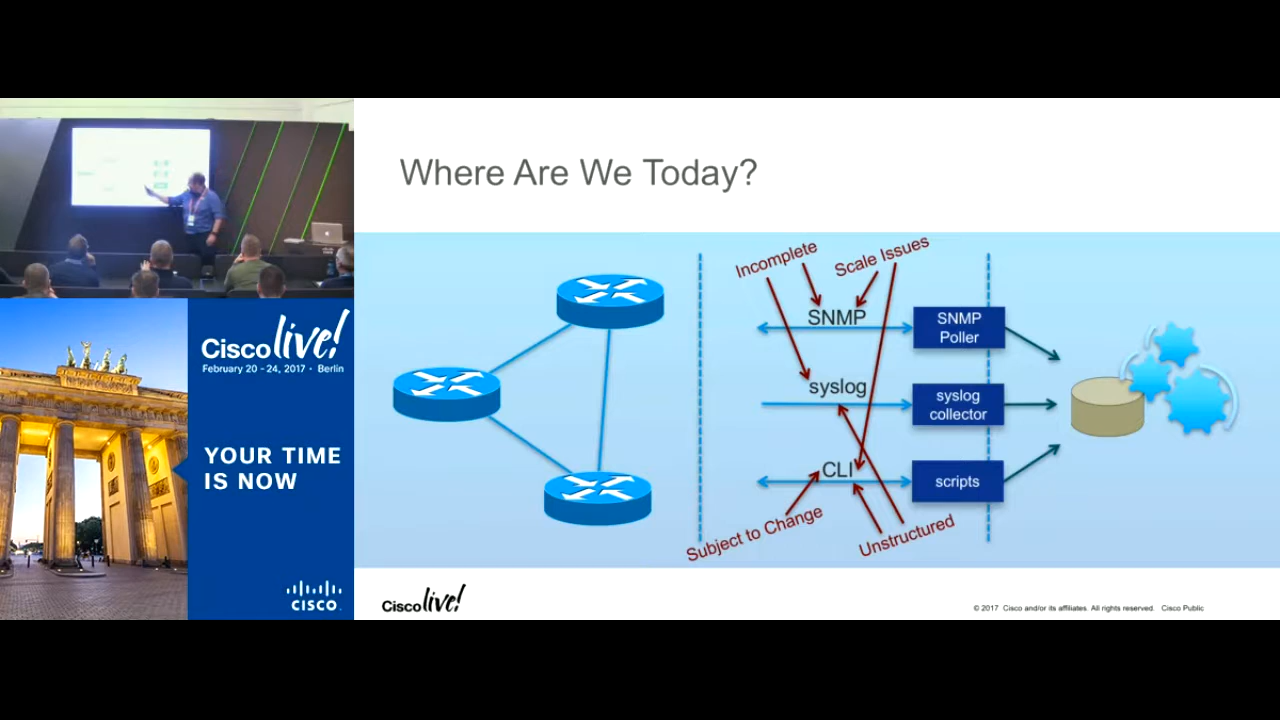 Where Are We Today?
Incomplete
Scale Issues
SNMP
SNMP
Poller
syslog
syslog
collector
CLI
scripts
Subject to Change
Unstructured
Cisco live!
February 20 - 24, 2017 · Berlin
YOUR TIME
IS NOW
CISCO
Cisco live!
© 2017 Cisco and/or its affiliates. All rights reserved. Cisco Public